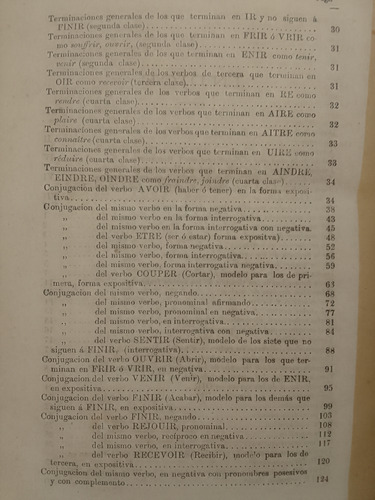 Terminaciones generales de los que terminan en IR y no siguen á
FINIR (segunda clase) 30
Terminaciones generales de los que terminan en FRIR ó VRIR co
mo souffrir, ouvrir, (segunda clase) 31
Terminaciones generales de los que terminan en ENIR como tenir,
venir (segunda clase) 31
Terminaciones generales de los verbos de tercera que terminan en
OIR como recevoir (tercera clase) 31
Terminaciones generales de los verbos que terminan en RE como
rendre (cuarta clase) 32
Terminaciones generales de los verbos que terminan en AIRE como
plaire (cuarta clase) 32
Terminaciones generales de los verbos que terminan en AITRE como
connaître (cuarta clase) 33
Terminaciones generales de los verbos que terminan en UIRE como
réduire (cuarta clase) 33
Terminaciones generales de los verbos que terminan en AINDRE,
EINDRE, OINDRE como craindre, joindre (cuarta clase) 34
Conjugacion del verbo AVOIR (haber ó tener) en la forma exposi-
tiva 34
Conjugacion del mismo verbo en la forma negativa 38
„ del mismo verbo en la forma interrogativa 43
„ del mismo verbo en la forma interrogativa con negativa 45
„ del verbo ETRE (ser ó estar) forma expositva) 48
„ del mismo verbo, forma negativa 52
„ del mismo verbo, forma interrogativa 56
„ del mismo verbo, forma interrogativa negativa 59
„ del verbo COUPER (Cortar), modelo para los de pri-
mera, forma expositiva 63
Conjugacion del mismo verbo, negando 68
„ del mismo verbo, pronominal afirmando 72
„ del mismo verbo, pronominal en negativa 77
„ del mismo verbo, en interrogativa 81
„ del mismo verbo, interrogativa con negativa 84
„ del verbo SENTIR (Sentir), modelo de los siete que no
siguen á FINIR, (interrogativa) 88
Conjugacion del verbo OUVRIR (Abrir), modelo para los que ter-
minan en FRIR ó VRIR, en negativa 91
Conjugacion del verbo VENIR (Venir), modelo para los de ENIR,
en expositiva 95
Conjugacion del verbo FINIR (Acabar), modelo para los demás que
siguen á FINIR, en expositiva 99
Conjugacion del verbo FINIR, negando 103
„ del verbo REJOUIR, pronominal 108
„ del mismo verbo, recíproco en negativa 112
„ del mismo verbo, en interrogativa 117
„ del verbo RECEVOIR (Recibir), modelo para los de
tercera, en expositiva 120
Conjugacion del mismo verbo, en negativa con pronombres posesivos
y con complemento 124